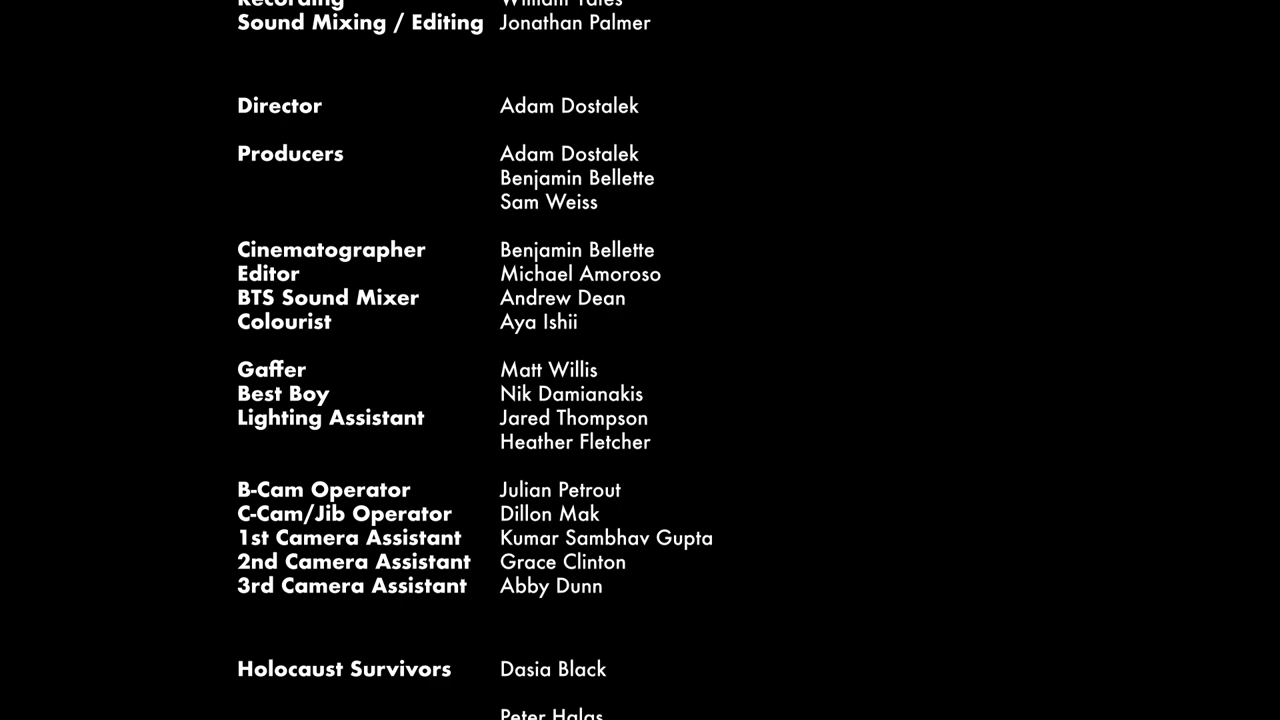 Recording William Yates
Sound Mixing / Editing Jonathan Palmer
Director Adam Dostalek
Producers Adam Dostalek
Benjamin Bellette
Sam Weiss
Cinematographer Benjamin Bellette
Editor Michael Amoroso
BTS Sound Mixer Andrew Dean
Colourist Aya Ishii
Gaffer Matt Willis
Best Boy Nik Damianakis
Lighting Assistant Jared Thompson
Heather Fletcher
B-Cam Operator Julian Petrout
C-Cam/Jib Operator Dillon Mak
1st Camera Assistant Kumar Sambhav Gupta
2nd Camera Assistant Grace Clinton
3rd Camera Assistant Abby Dunn
Holocaust Survivors Dasia Black
Peter Halas